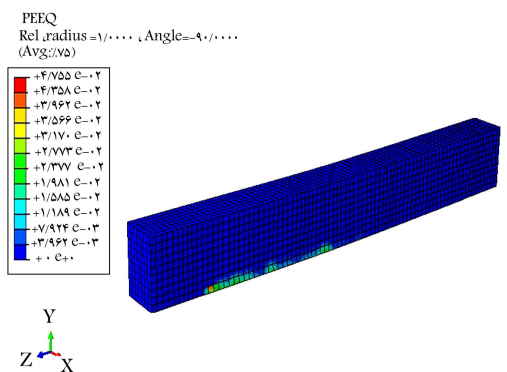 PEEQ
Rel ,radius =۱/۰۰۰۰ , Angle=-۹۰/۰۰۰۰
(Avg:٪۷۵)
+۴/۷۵۵ e-۰۲
+۴/۳۵۸ e-۰۲
+۳/۹۶۲ e-۰۲
+۳/۵۶۶ e-۰۲
+۳/۱۷۰ e-۰۲
+۲/۷۷۳ e-۰۲
+۲/۳۷۷ e-۰۲
+۱/۹۸۱ e-۰۲
+۱/۵۸۵ e-۰۲
+۱/۱۸۹ e-۰۲
+۷/۹۲۴ e-۰۳
+۳/۹۶۲ e-۰۳
+ ۰ e+۰
Y
Z X